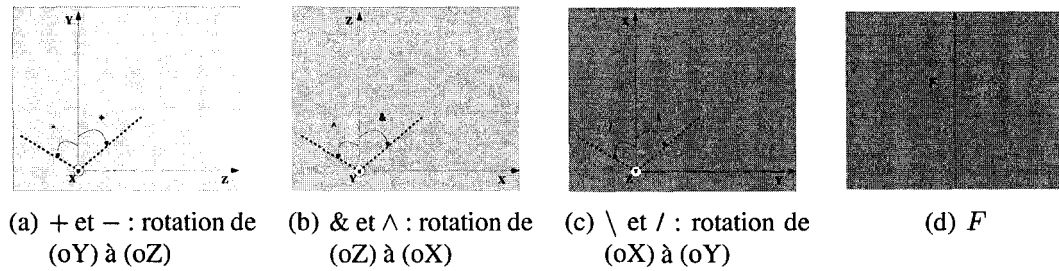 Y
+
-
X
Z
Z
^
&
Y
X
X
Z
Y
(a) + et − : rotation de (oY) à (oZ)
(b) & et ∧ : rotation de (oZ) à (oX)
(c) \ et / : rotation de (oX) à (oY)
(d) F